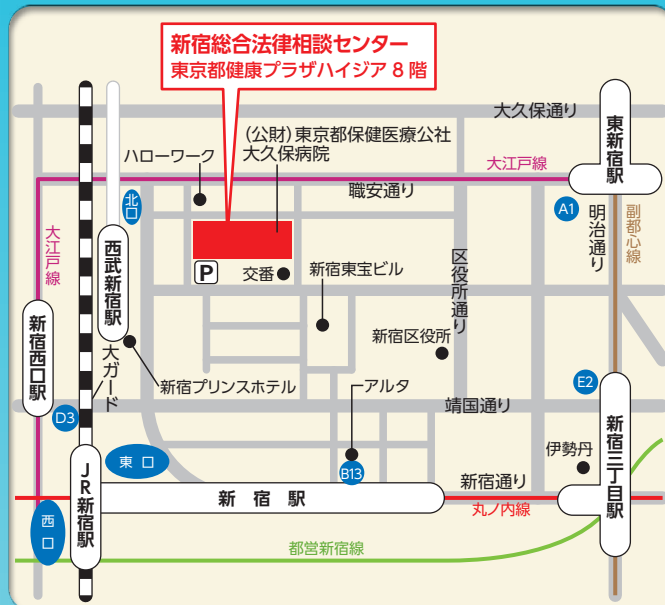 新宿総合法律相談センター
東京都健康プラザハイジア 8 階
大久保通り
(公財)東京都保健医療公社
大久保病院
ハローワーク
大江戸線
東新宿駅
職安通り
北口
A1
明治通り
副都心線
大江戸線
西武新宿駅
P
交番
新宿東宝ビル
区役所通り
新宿西口駅
大ガード
新宿区役所
新宿プリンスホテル
アルタ
E2
D3
靖国通り
新宿三丁目駅
東口
JR新宿駅
B13
伊勢丹
新宿通り
新宿駅
丸ノ内線
西口
都営新宿線